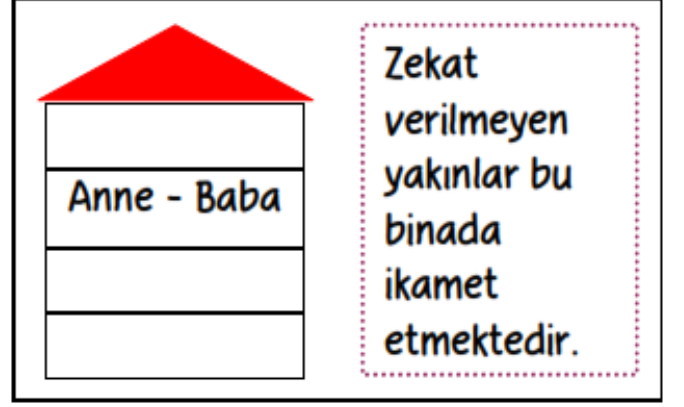 Anne - Baba
Zekat
verilmeyen
yakınlar bu
binada
ikamet
etmektedir.